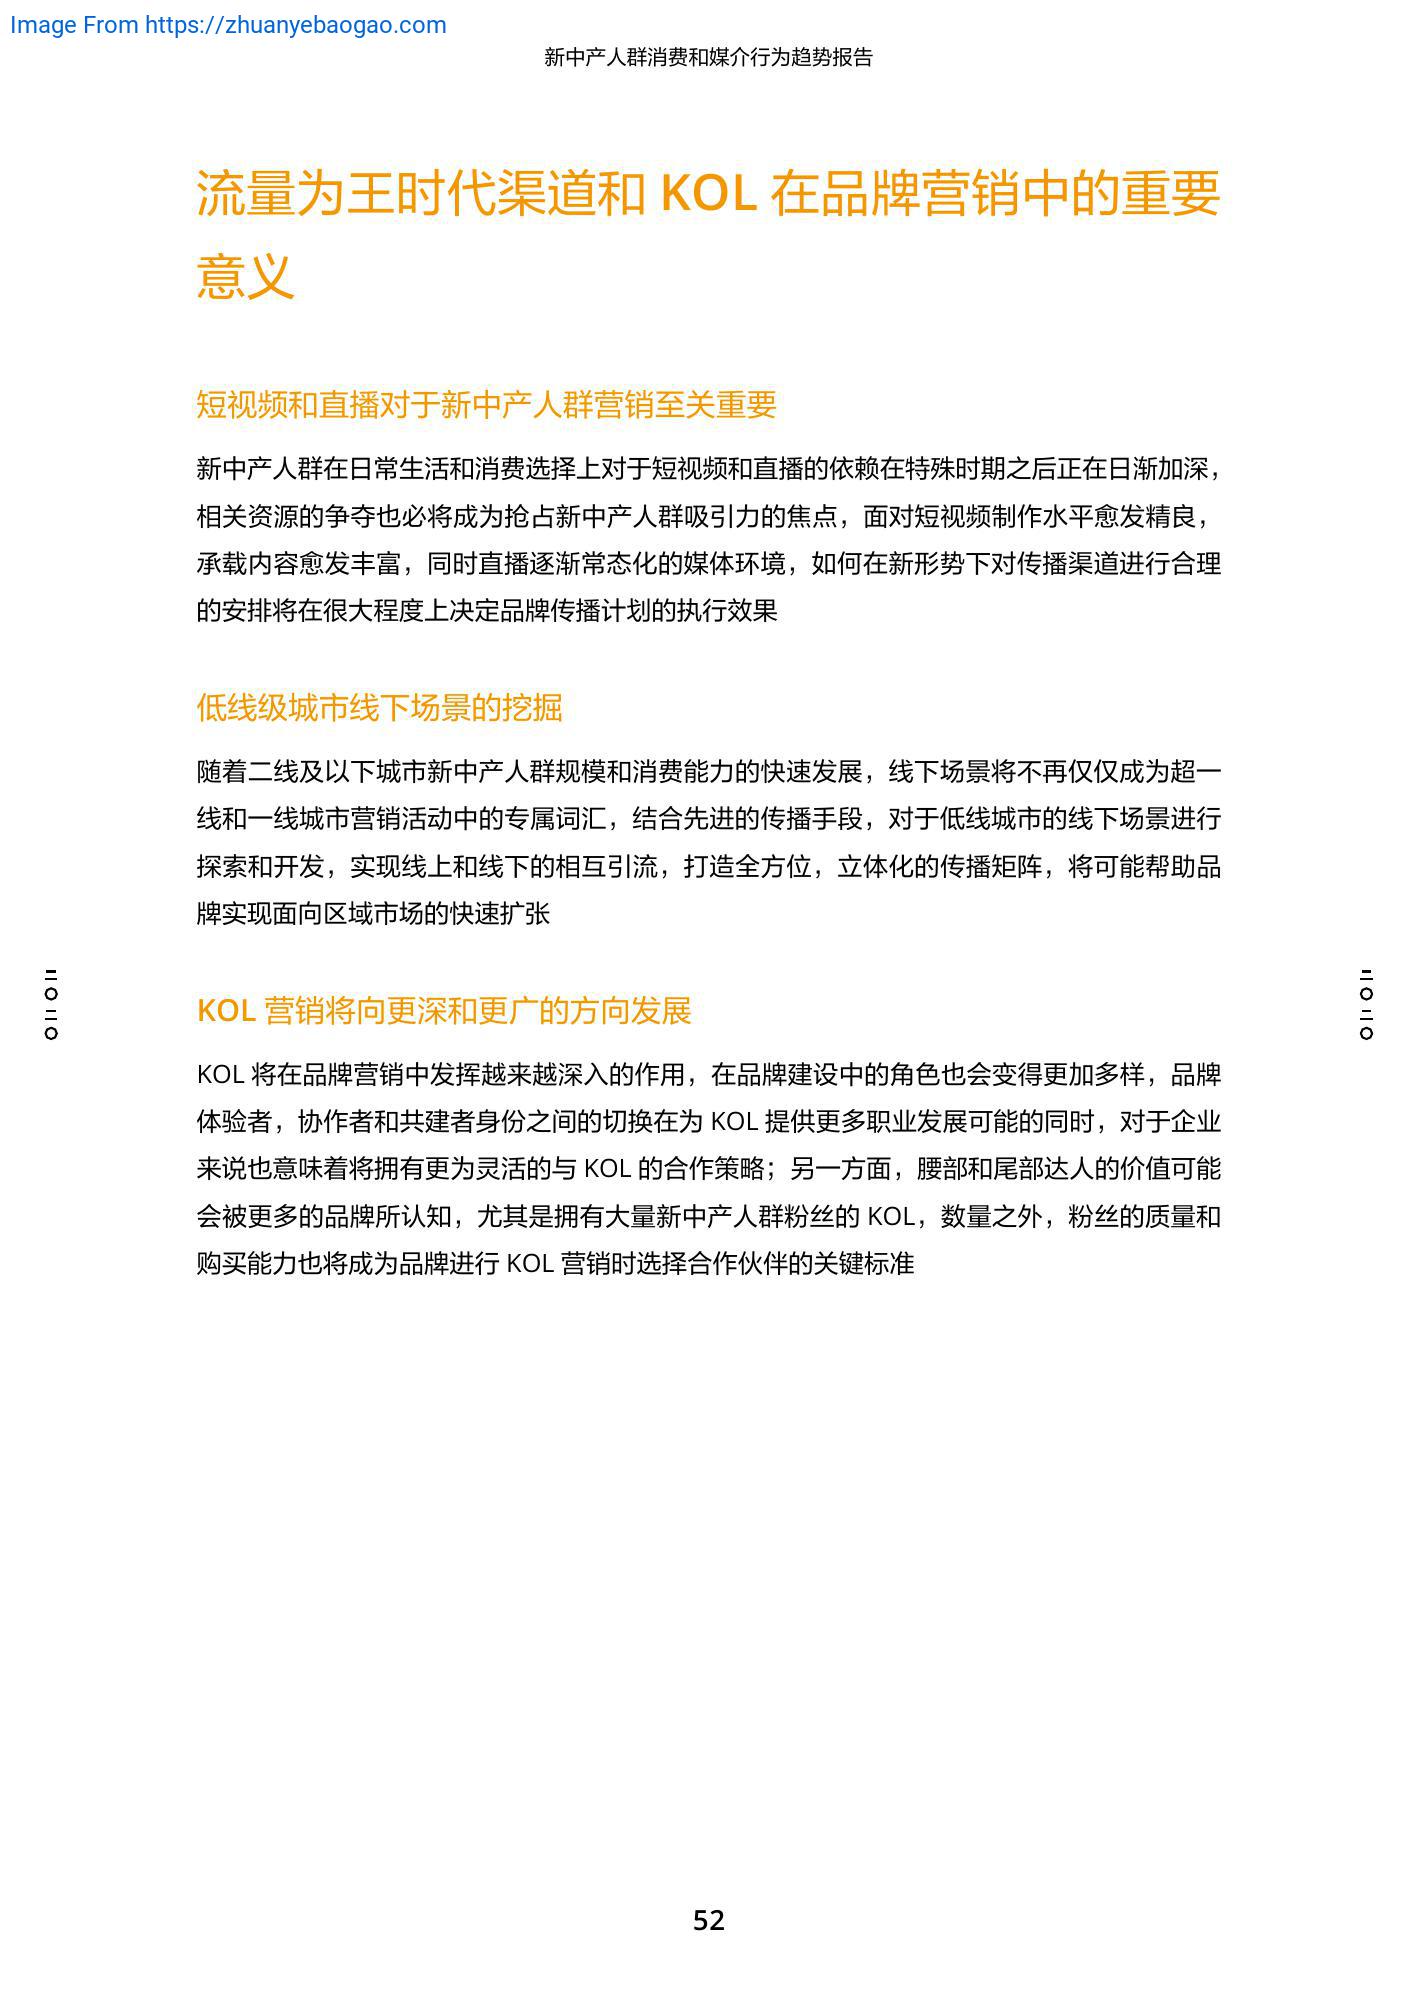 Image From https://zhuanyebaogao.com
新中产人群消费和媒介行为趋势报告
流量为王时代渠道和 KOL 在品牌营销中的重要
意义
短视频和直播对于新中产人群营销至关重要
新中产人群在日常生活和消费选择上对于短视频和直播的依赖在特殊时期之后正在日渐加深，
相关资源的争夺也必将成为抢占新中产人群吸引力的焦点，面对短视频制作水平愈发精良，
承载内容愈发丰富，同时直播逐渐常态化的媒体环境，如何在新形势下对传播渠道进行合理
的安排将在很大程度上决定品牌传播计划的执行效果
低线级城市线下场景的挖掘
随着二线及以下城市新中产人群规模和消费能力的快速发展，线下场景将不再仅仅成为超一
线和一线城市营销活动中的专属词汇，结合先进的传播手段，对于低线城市的线下场景进行
探索和开发，实现线上和线下的相互引流，打造全方位，立体化的传播矩阵，将可能帮助品
牌实现面向区域市场的快速扩张
二〇二〇
二〇二〇
KOL 营销将向更深和更广的方向发展
KOL 将在品牌营销中发挥越来越深入的作用，在品牌建设中的角色也会变得更加多样，品牌
体验者，协作者和共建者身份之间的切换在为 KOL 提供更多职业发展可能的同时，对于企业
来说也意味着将拥有更为灵活的与 KOL 的合作策略；另一方面，腰部和尾部达人的价值可能
会被更多的品牌所认知，尤其是拥有大量新中产人群粉丝的 KOL，数量之外，粉丝的质量和
购买能力也将成为品牌进行 KOL 营销时选择合作伙伴的关键标准
52